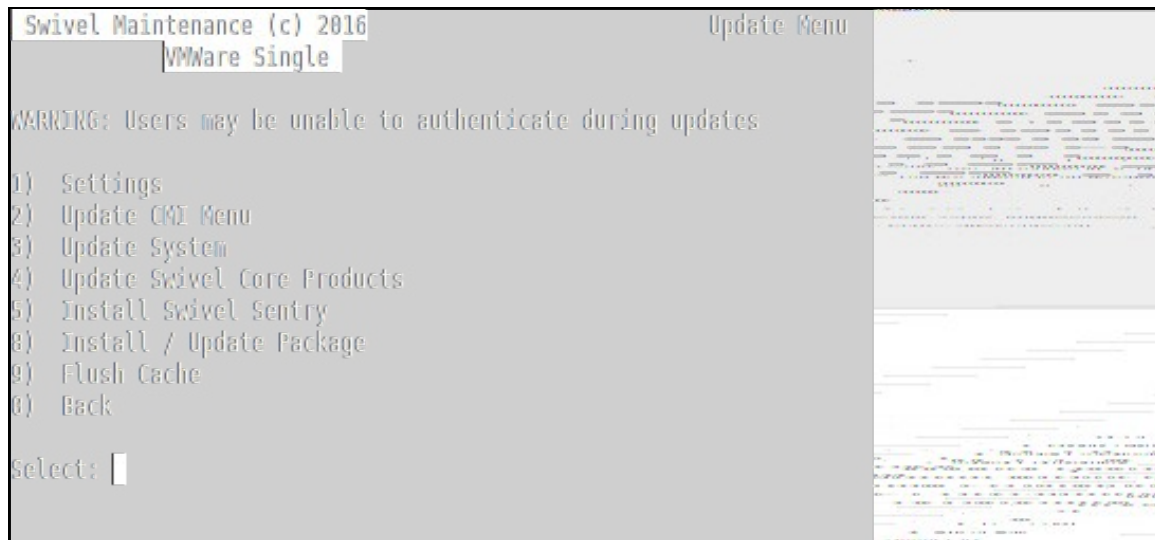 Swivel Maintenance (c) 2016 Update Menu
VMWare Single
WARNING: Users may be unable to authenticate during updates
1) Settings
2) Update CMI Menu
3) Update System
4) Update Swivel Core Products
5) Install Swivel Sentry
8) Install / Update Package
9) Flush Cache
0) Back
Select: